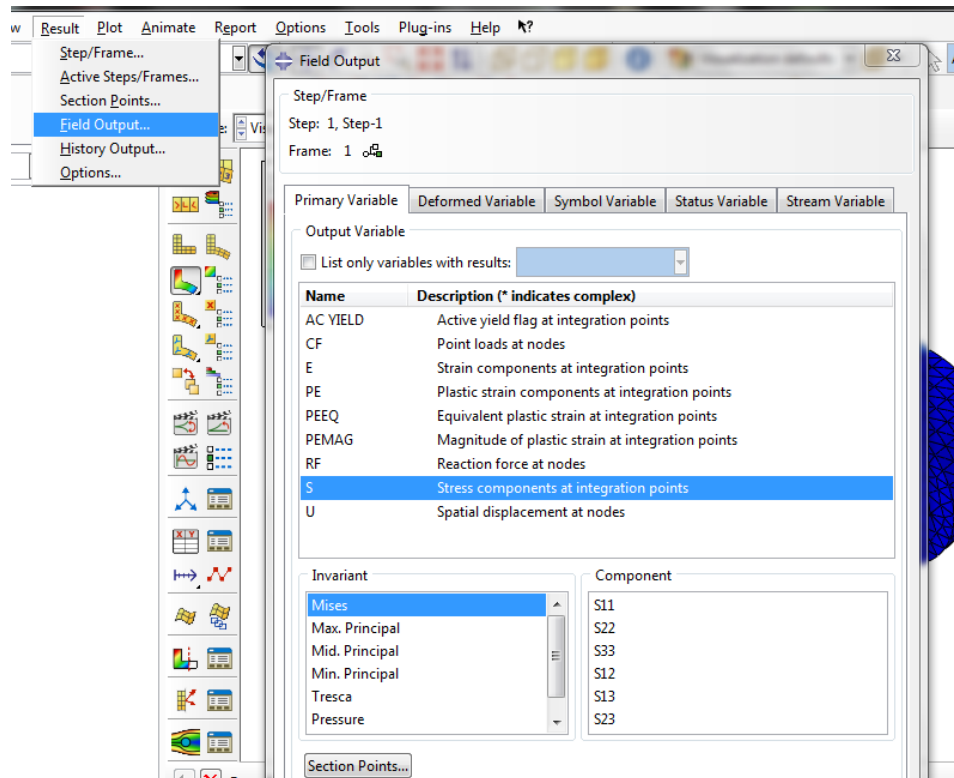 w Result Plot Animate Report Options Tools Plug-ins Help
Step/Frame...
Active Steps/Frames...
Section Points...
Field Output...
History Output...
Options...
Field Output
Step/Frame
Step: 1, Step-1
Frame: 1
Primary Variable Deformed Variable Symbol Variable Status Variable Stream Variable
Output Variable
List only variables with results:
Name Description (* indicates complex)
AC YIELD Active yield flag at integration points
CF Point loads at nodes
E Strain components at integration points
PE Plastic strain components at integration points
PEEQ Equivalent plastic strain at integration points
PEMAG Magnitude of plastic strain at integration points
RF Reaction force at nodes
S Stress components at integration points
U Spatial displacement at nodes
Invariant Component
Mises S11
Max. Principal S22
Mid. Principal S33
Min. Principal S12
Tresca S13
Pressure S23
Section Points...